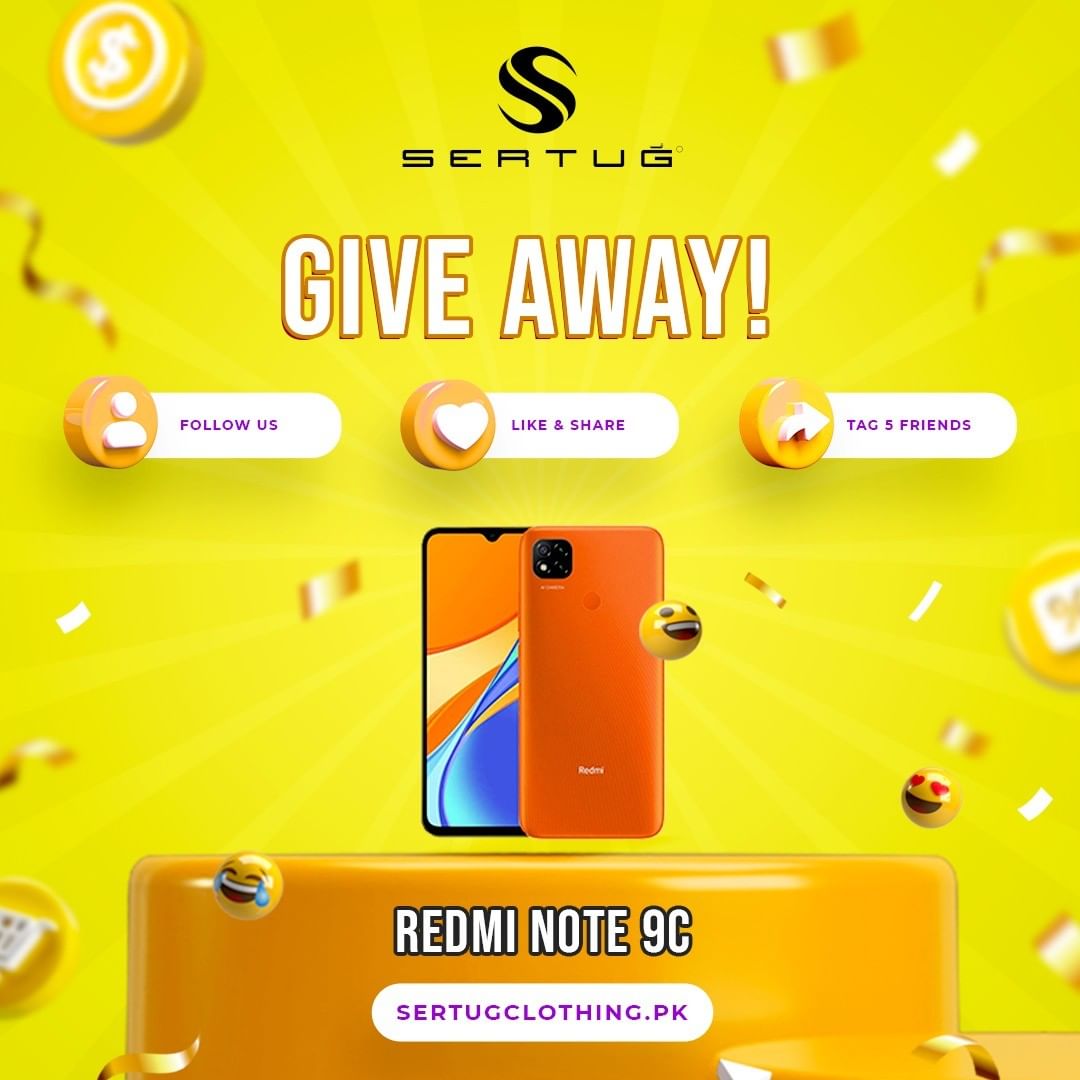 SERTUĞ
GIVE AWAY!
FOLLOW US
LIKE & SHARE
TAG 5 FRIENDS
Redmi
REDMI NOTE 9C
SERTUGCLOTHING.PK